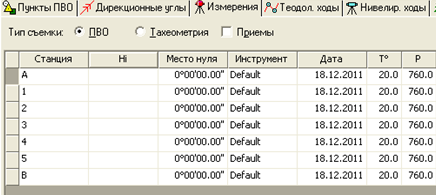 Пункты ПВО Дирекционные углы Измерения Теодол. ходы Нивелир. ходы
Тип съемки: ПВО Тахеометрия Приемы
Станция Hi Место нуля Инструмент Дата T° P
A 0°00'00.00" Default 18.12.2011 20.0 760.0
1 0°00'00.00" Default 18.12.2011 20.0 760.0
2 0°00'00.00" Default 18.12.2011 20.0 760.0
3 0°00'00.00" Default 18.12.2011 20.0 760.0
4 0°00'00.00" Default 18.12.2011 20.0 760.0
5 0°00'00.00" Default 18.12.2011 20.0 760.0
B 0°00'00.00" Default 18.12.2011 20.0 760.0